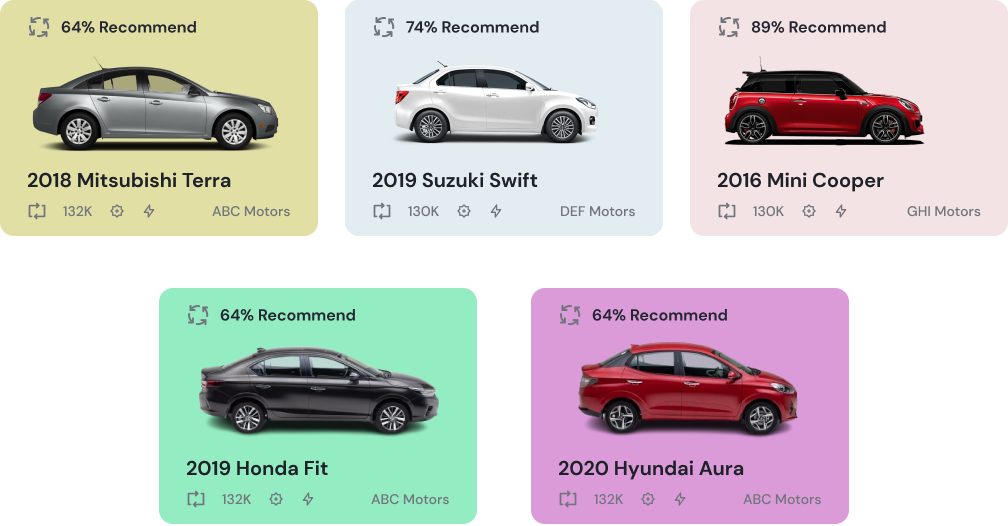 64% Recommend
2018 Mitsubishi Terra
132K ABC Motors
74% Recommend
2019 Suzuki Swift
130K DEF Motors
89% Recommend
2016 Mini Cooper
130K GHI Motors
64% Recommend
2019 Honda Fit
132K ABC Motors
64% Recommend
2020 Hyundai Aura
132K ABC Motors